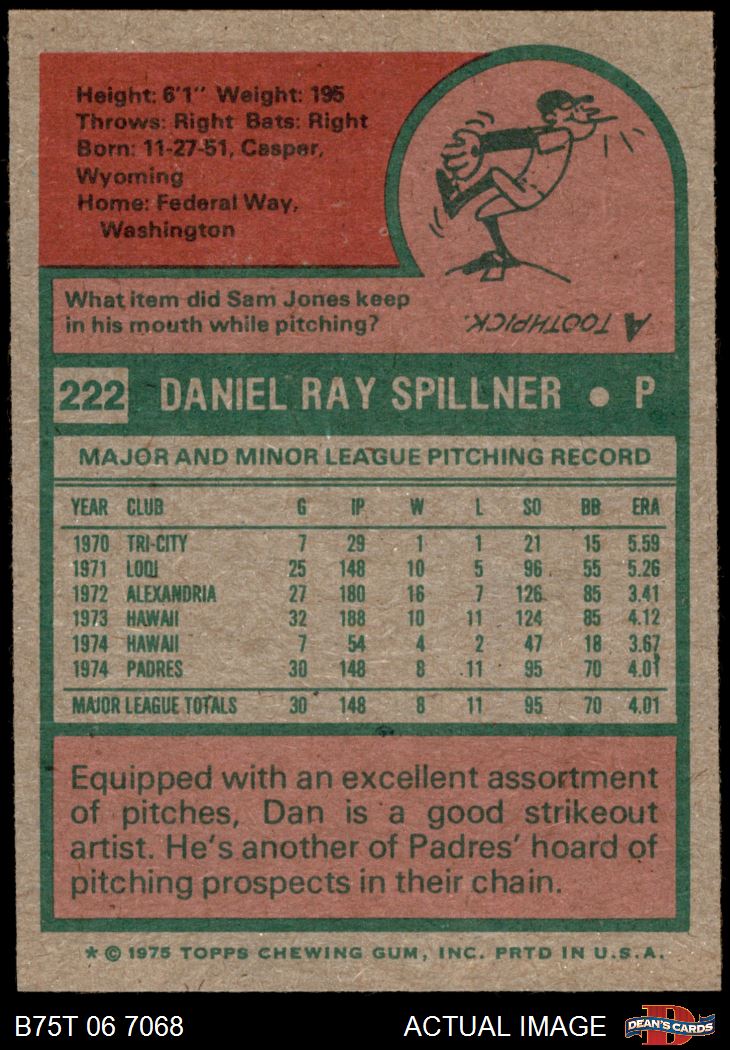 Height: 6'1" Weight: 195
Throws: Right Bats: Right
Born: 11-27-51, Casper,
Wyoming
Home: Federal Way,
Washington
What item did Sam Jones keep
in his mouth while pitching?
A TOOTHPICK.
222 DANIEL RAY SPILLNER ● P
MAJOR AND MINOR LEAGUE PITCHING RECORD
YEAR CLUB G IP W L SO BB ERA
1970 TRI-CITY 7 29 1 1 21 15 5.59
1971 LODI 25 148 10 5 96 55 5.26
1972 ALEXANDRIA 27 180 16 7 126 85 3.41
1973 HAWAII 32 188 10 11 124 85 4.12
1974 HAWAII 7 54 4 2 47 18 3.67
1974 PADRES 30 148 8 11 95 70 4.01
MAJOR LEAGUE TOTALS 30 148 8 11 95 70 4.01
Equipped with an excellent assortment
of pitches, Dan is a good strikeout
artist. He's another of Padres' hoard of
pitching prospects in their chain.
* © 1975 TOPPS CHEWING GUM, INC. PRTD IN U.S.A.
B75T 06 7068 ACTUAL IMAGE D DEAN'S CARDS